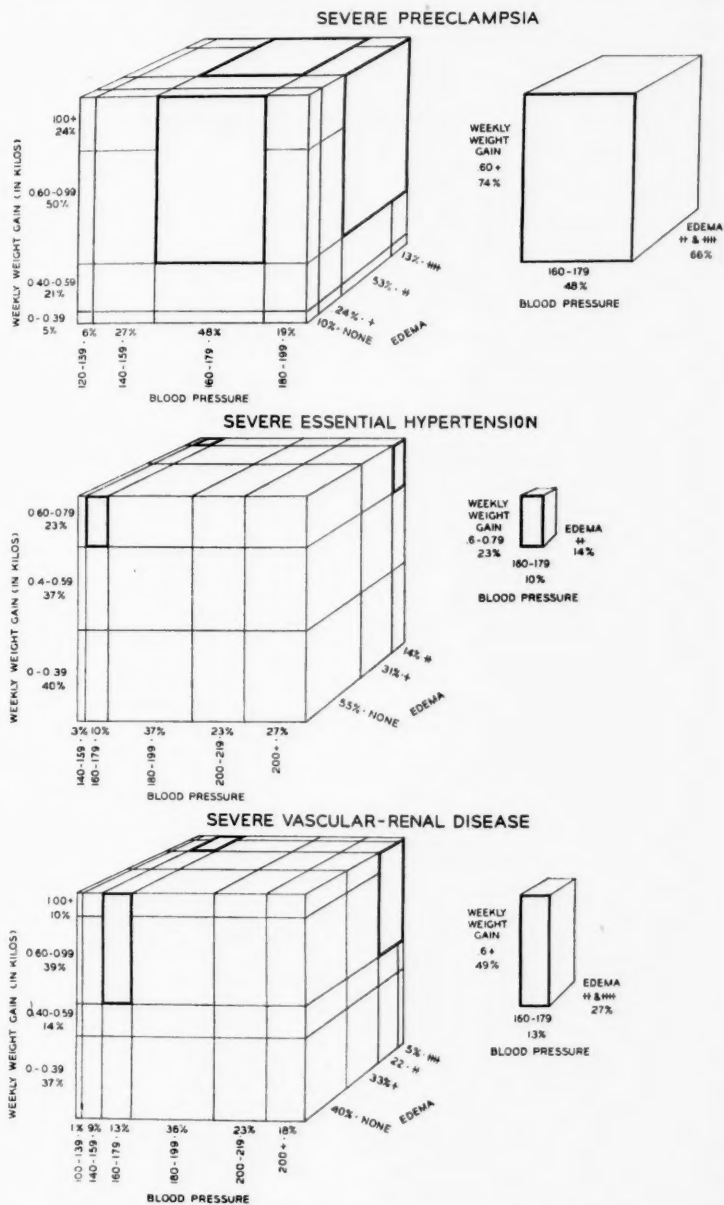 SEVERE PREECLAMPSIA
WEEKLY WEIGHT GAIN (IN KILOS)
1.00+
24%
0.60-0.99
50%
0.40-0.59
21%
0-0.39
5%
6%
27%
48%
19%
120-139
140-159
160-179
180-199
BLOOD PRESSURE
13%
53%
24% +
10% NONE
EDEMA
WEEKLY
WEIGHT
GAIN
.60+
74%
EDEMA
++ & ++++
66%
160-179
48%
BLOOD PRESSURE
SEVERE ESSENTIAL HYPERTENSION
WEEKLY WEIGHT GAIN (IN KILOS)
0.60-0.79
23%
0.4-0.59
37%
0-0.39
40%
3%
10%
37%
23%
27%
140-159
160-179
180-199
200-219
200+
BLOOD PRESSURE
14% ++
31% +
55% NONE
EDEMA
WEEKLY
WEIGHT
GAIN
.6-0.79
23%
EDEMA
++
14%
160-179
10%
BLOOD PRESSURE
SEVERE VASCULAR-RENAL DISEASE
WEEKLY WEIGHT GAIN (IN KILOS)
1.00+
10%
0.60-0.99
39%
0.40-0.59
14%
0-0.39
37%
1%
9%
13%
36%
23%
18%
100-139
140-159
160-179
180-199
200-219
200+
BLOOD PRESSURE
5% ++++
22 ++
33% +
40% NONE
EDEMA
WEEKLY
WEIGHT
GAIN
.6+
49%
EDEMA
++ & ++++
27%
160-179
13%
BLOOD PRESSURE